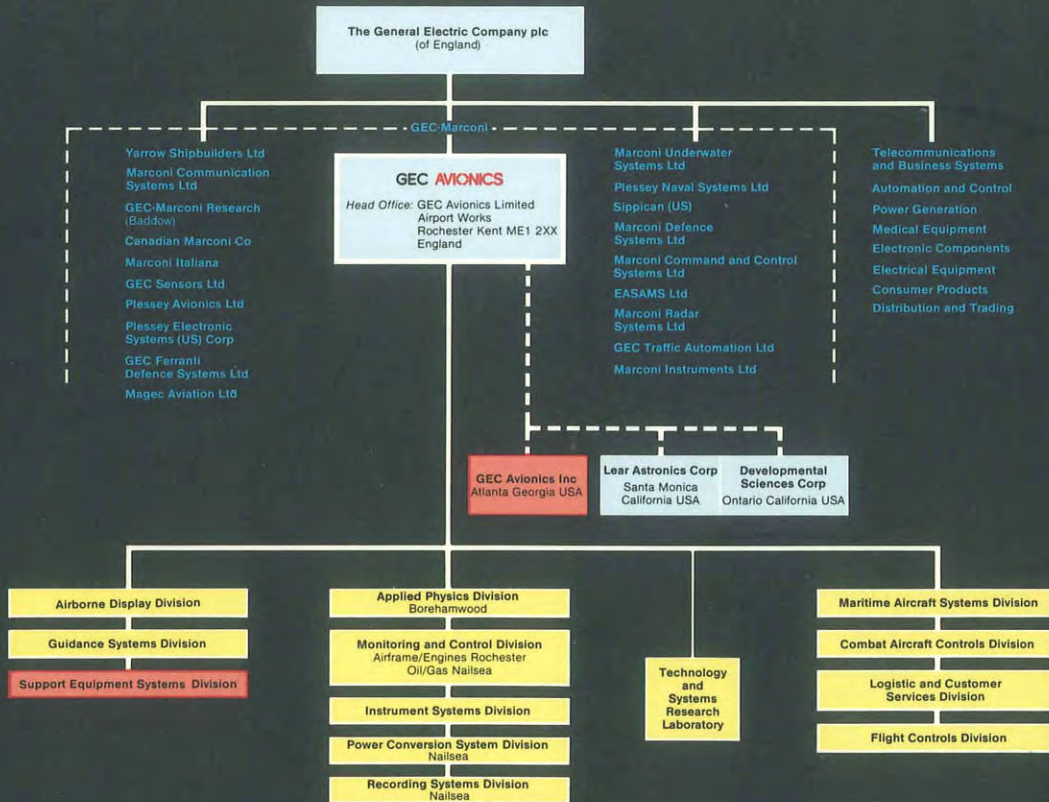 The General Electric Company plc
(of England)
GEC-Marconi
Yarrow Shipbuilders Ltd
Marconi Communication
Systems Ltd
GEC-Marconi Research
(Baddow)
Canadian Marconi Co
Marconi Italiana
GEC Sensors Ltd
Plessey Avionics Ltd
Plessey Electronic
Systems (US) Corp
GEC Ferranti
Defence Systems Ltd
Magec Aviation Ltd
GEC AVIONICS
Head Office: GEC Avionics Limited
Airport Works
Rochester Kent ME1 2XX
England
Marconi Underwater
Systems Ltd
Plessey Naval Systems Ltd
Sippican (US)
Marconi Defence
Systems Ltd
Marconi Command and Control
Systems Ltd
EASAMS Ltd
Marconi Radar
Systems Ltd
GEC Traffic Automation Ltd
Marconi Instruments Ltd
Telecommunications
and Business Systems
Automation and Control
Power Generation
Medical Equipment
Electronic Components
Electrical Equipment
Consumer Products
Distribution and Trading
GEC Avionics Inc
Atlanta Georgia USA
Lear Astronics Corp
Santa Monica
California USA
Developmental
Sciences Corp
Ontario California USA
Airborne Display Division
Guidance Systems Division
Support Equipment Systems Division
Applied Physics Division
Borehamwood
Monitoring and Control Division
Airframe/Engines Rochester
Oil/Gas Nailsea
Instrument Systems Division
Power Conversion System Division
Nailsea
Recording Systems Division
Nailsea
Technology
and
Systems
Research
Laboratory
Maritime Aircraft Systems Division
Combat Aircraft Controls Division
Logistic and Customer
Services Division
Flight Controls Division